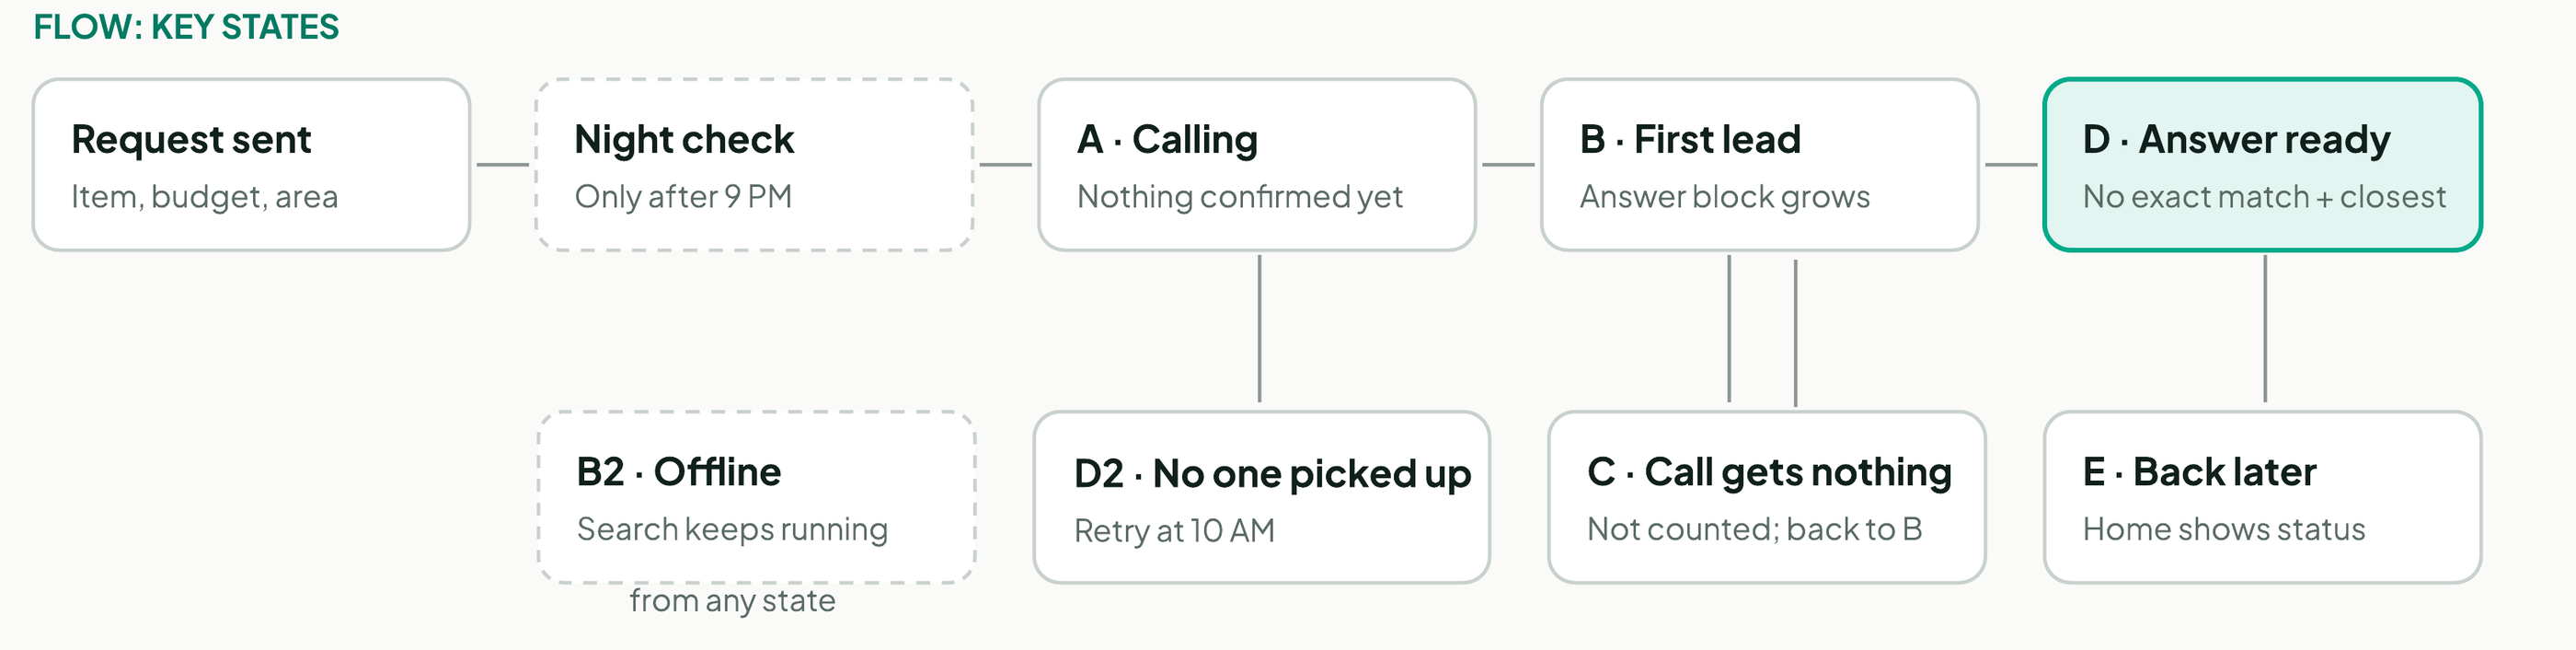 FLOW: KEY STATES
Request sent
Item, budget, area
Night check
Only after 9 PM
A · Calling
Nothing confirmed yet
B · First lead
Answer block grows
D · Answer ready
No exact match + closest
B2 · Offline
Search keeps running
from any state
D2 · No one picked up
Retry at 10 AM
C · Call gets nothing
Not counted; back to B
E · Back later
Home shows status